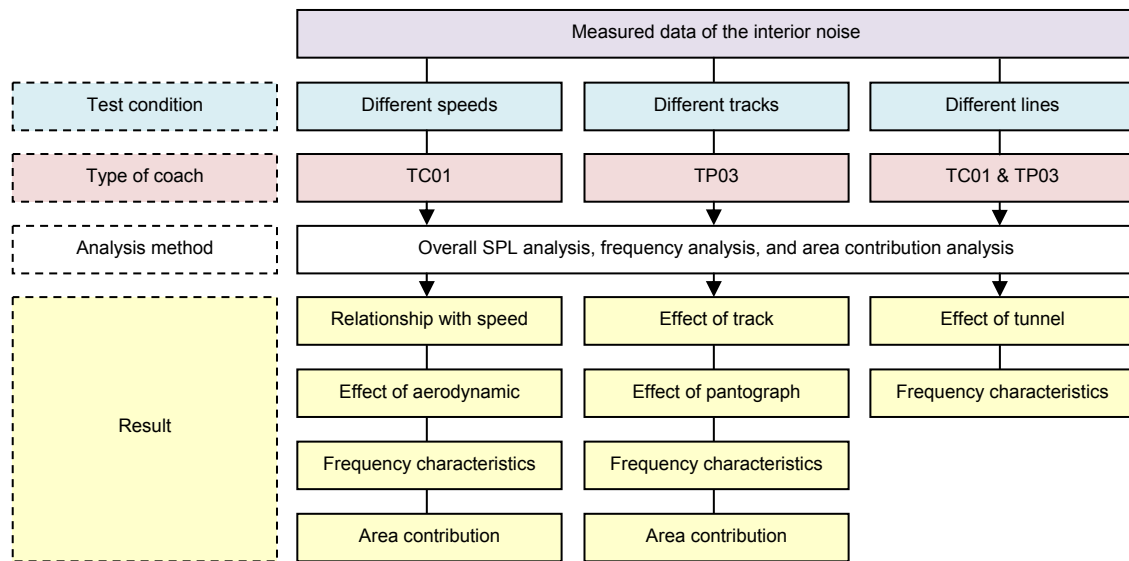 Measured data of the interior noise
Test condition
Different speeds
Different tracks
Different lines
Type of coach
TC01
TP03
TC01 & TP03
Analysis method
Overall SPL analysis, frequency analysis, and area contribution analysis
Result
Relationship with speed
Effect of track
Effect of tunnel
Effect of aerodynamic
Effect of pantograph
Frequency characteristics
Frequency characteristics
Frequency characteristics
Area contribution
Area contribution